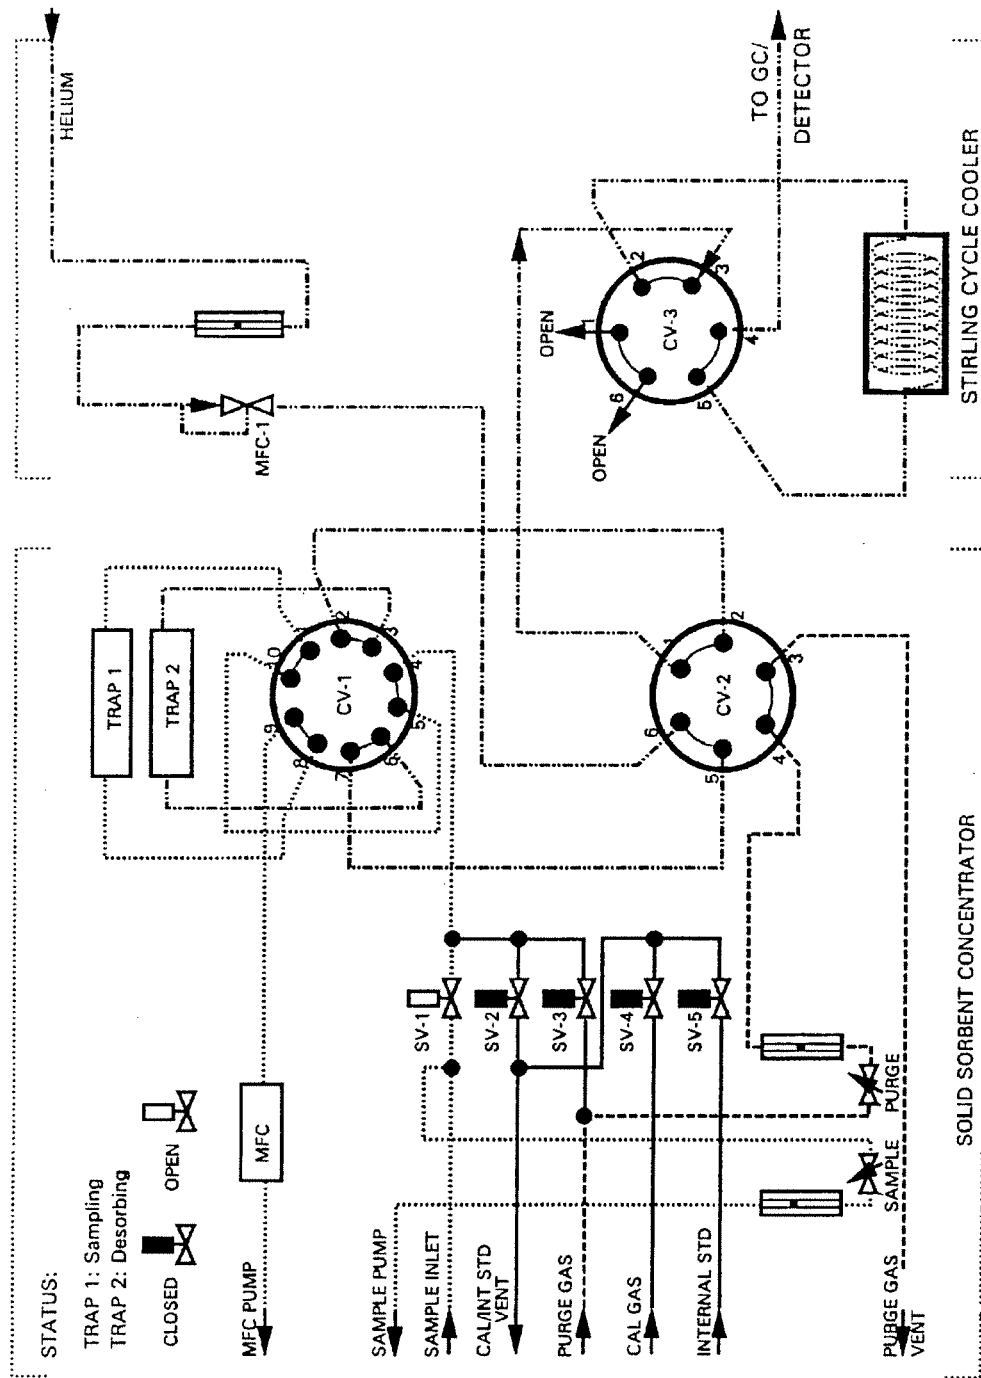 STATUS:
TRAP 1: Sampling
TRAP 2: Desorbing
CLOSED
OPEN
MFC PUMP
MFC
SAMPLE PUMP
SAMPLE INLET
CAL/INT STD
VENT
PURGE GAS
CAL GAS
INTERNAL STD
PURGE GAS
VENT
SV-1
SV-2
SV-3
SV-4
SV-5
SAMPLE
PURGE
SOLID SORBENT CONCENTRATOR
TRAP 1
TRAP 2
CV-1
2
3
4
5
6
7
8
9
10
CV-2
2
3
4
5
6
HELIUM
MFC-1
CV-3
1
2
3
4
5
6
OPEN
OPEN
TO GC/
DETECTOR
STIRLING CYCLE COOLER